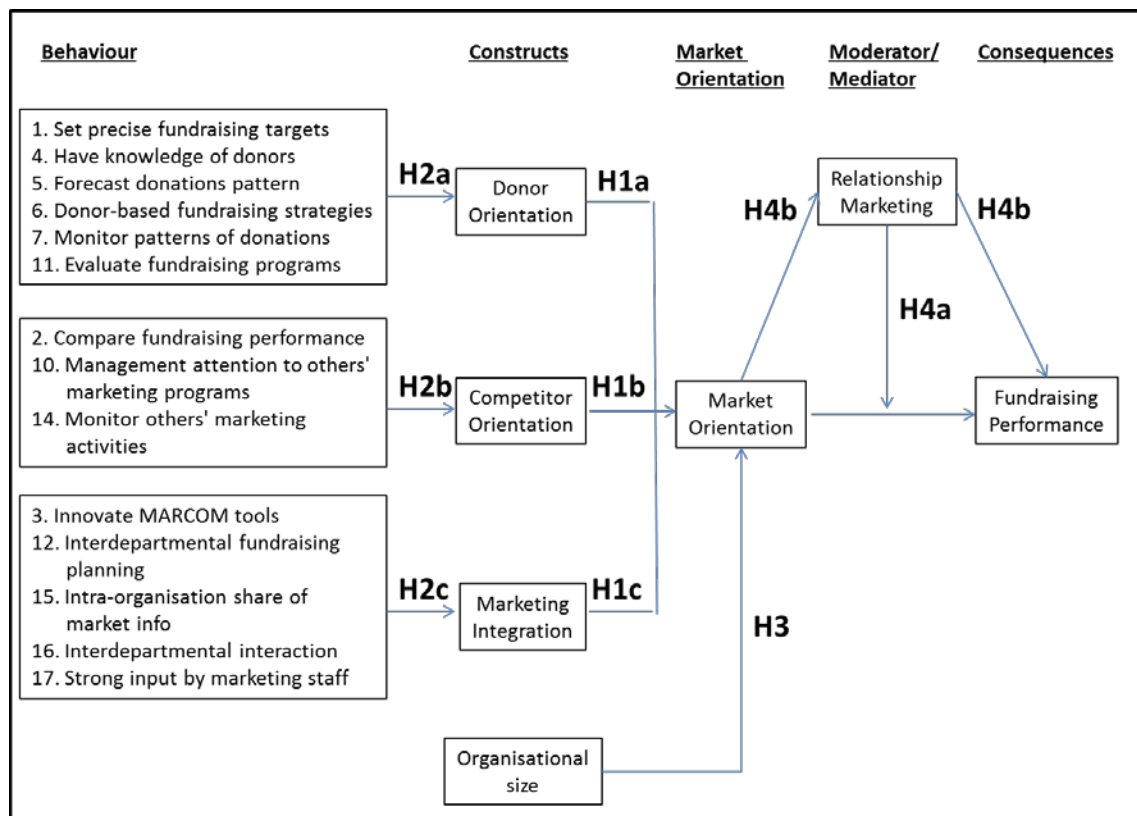 Behaviour
Constructs
Market
Orientation
Moderator/
Mediator
Consequences
1. Set precise fundraising targets
4. Have knowledge of donors
5. Forecast donations pattern
6. Donor-based fundraising strategies
7. Monitor patterns of donations
11. Evaluate fundraising programs
H2a
Donor
Orientation
H1a
2. Compare fundraising performance
10. Management attention to others'
marketing programs
14. Monitor others' marketing
activities
H2b
Competitor
Orientation
H1b
3. Innovate MARCOM tools
12. Interdepartmental fundraising
planning
15. Intra-organisation share of
market info
16. Interdepartmental interaction
17. Strong input by marketing staff
H2c
Marketing
Integration
H1c
Organisational
size
H3
Market
Orientation
H4b
Relationship
Marketing
H4b
H4a
Fundraising
Performance